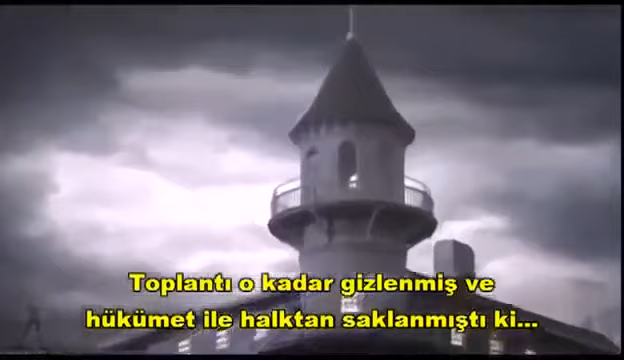 Toplantı o kadar gizlenmiş ve
hükümet ile halktan saklanmıştı ki...